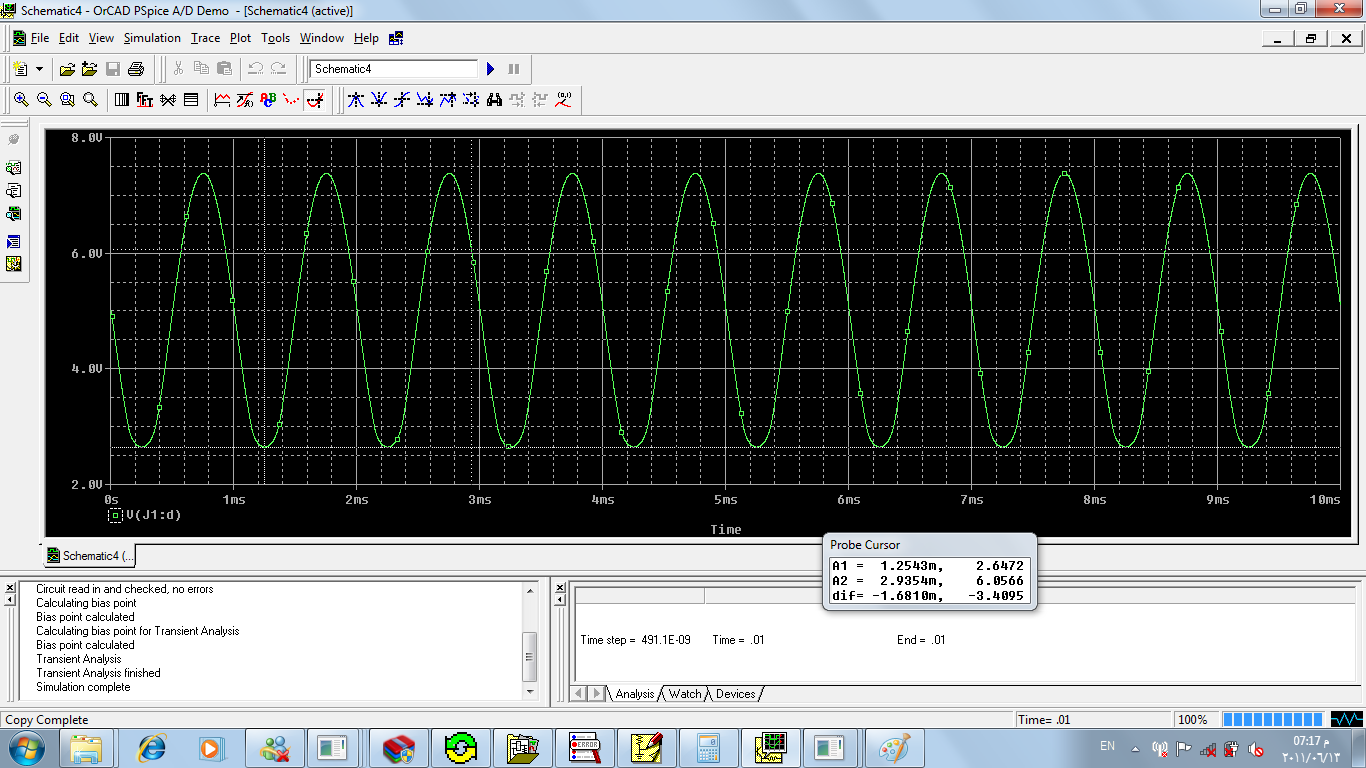 Schematic4 - OrCAD PSpice A/D Demo - [Schematic4 (active)]
File Edit View Simulation Trace Plot Tools Window Help
Schematic4
8.0V
6.0V
4.0V
2.0V
0s 1ms 2ms 3ms 4ms 5ms 6ms 7ms 8ms 9ms 10ms
V(J1:d)
Time
Schematic4 (...
Probe Cursor
A1 = 1.2543m, 2.6472
A2 = 2.9354m, 6.0566
dif= -1.6810m, -3.4095
Circuit read in and checked, no errors
Calculating bias point
Bias point calculated
Calculating bias point for Transient Analysis
Bias point calculated
Transient Analysis
Transient Analysis finished
Simulation complete
Time step = 491.1E-09 Time = .01 End = .01
Analysis Watch Devices
Copy Complete
Time= .01 100%
EN
07:17 م
٢٠١١/٠٦/١٣